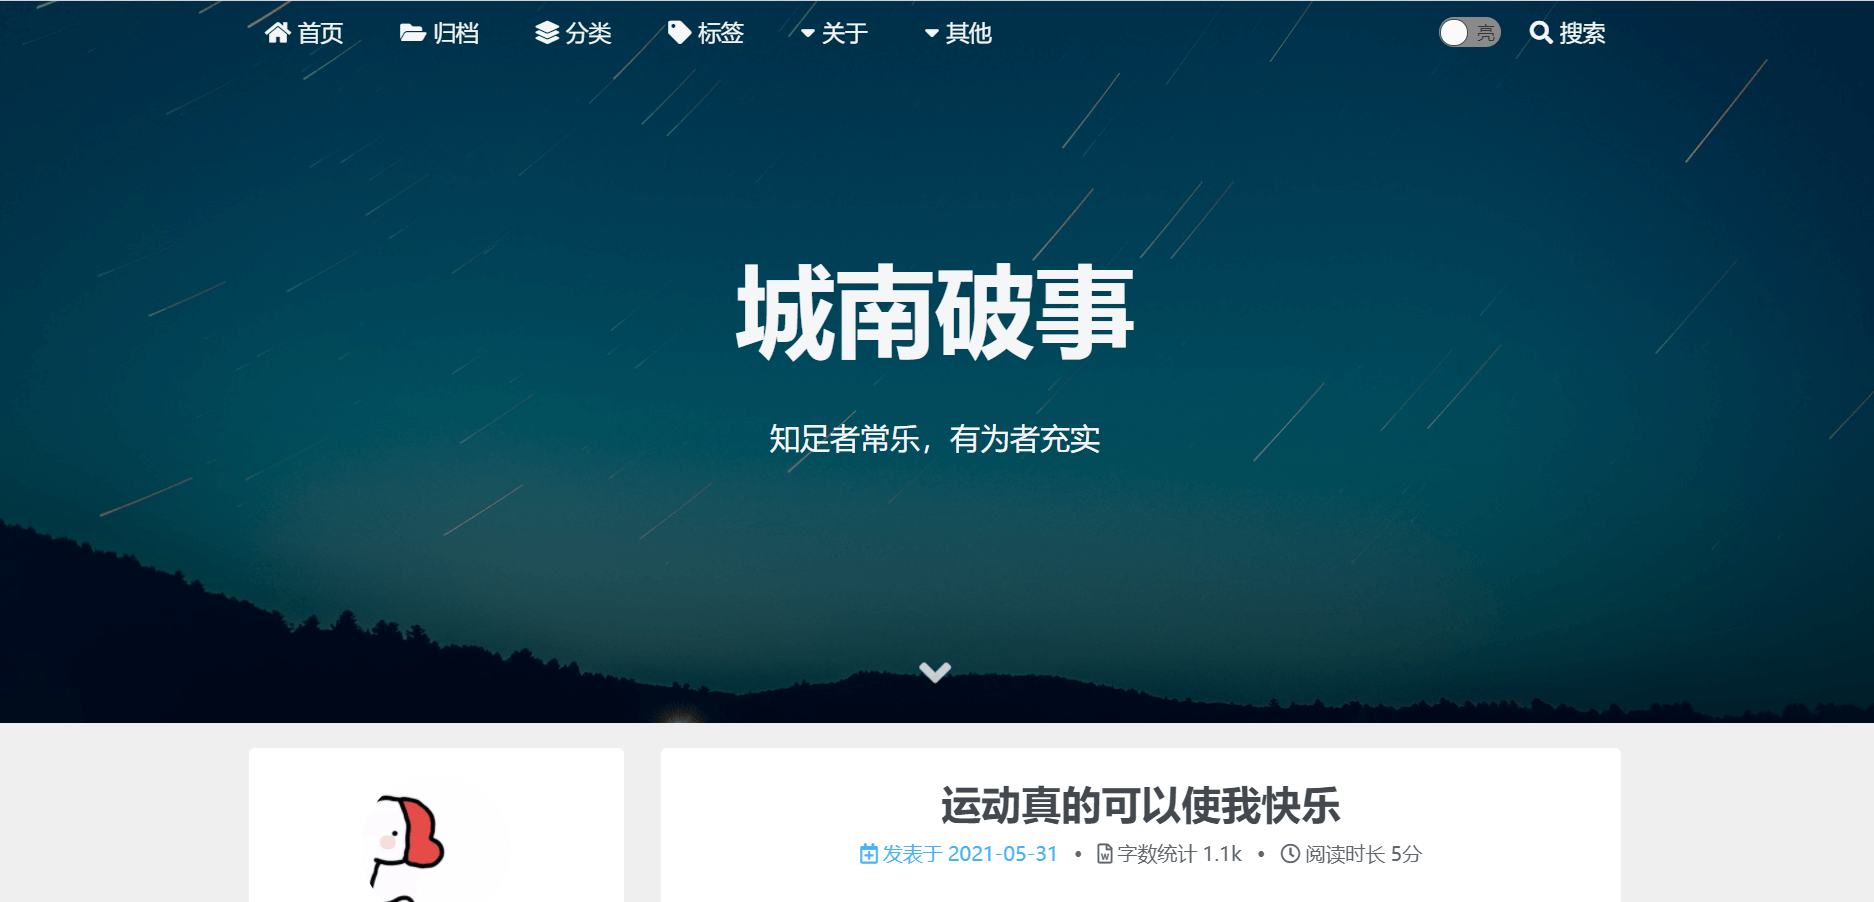 首页 归档 分类 标签 关于 其他 亮 搜索
城南破事
知足者常乐，有为者充实
运动真的可以使我快乐
发表于 2021-05-31 • 字数统计 1.1k • 阅读时长 5分